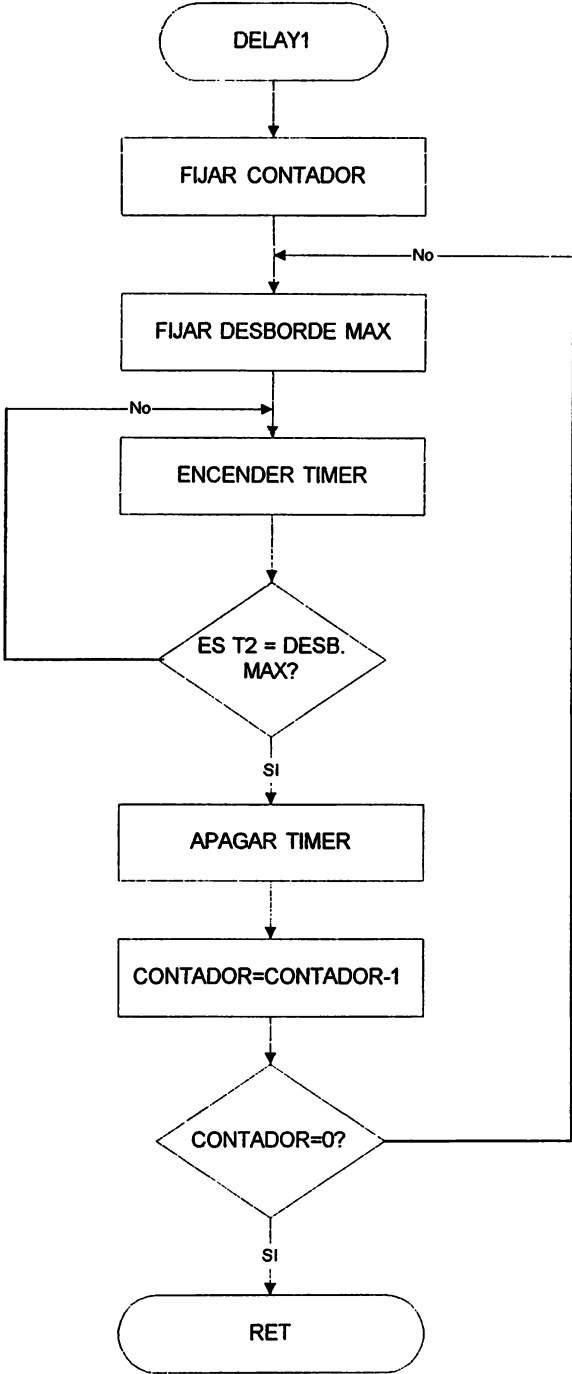 DELAY1
FIJAR CONTADOR
No
FIJAR DESBORDE MAX
No
ENCENDER TIMER
ES T2 = DESB.
MAX?
SI
APAGAR TIMER
CONTADOR=CONTADOR-1
CONTADOR=0?
SI
RET